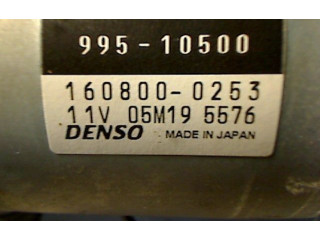 995-10500
160800-0253
11V 05M19 5576
DENSO MADE IN JAPAN